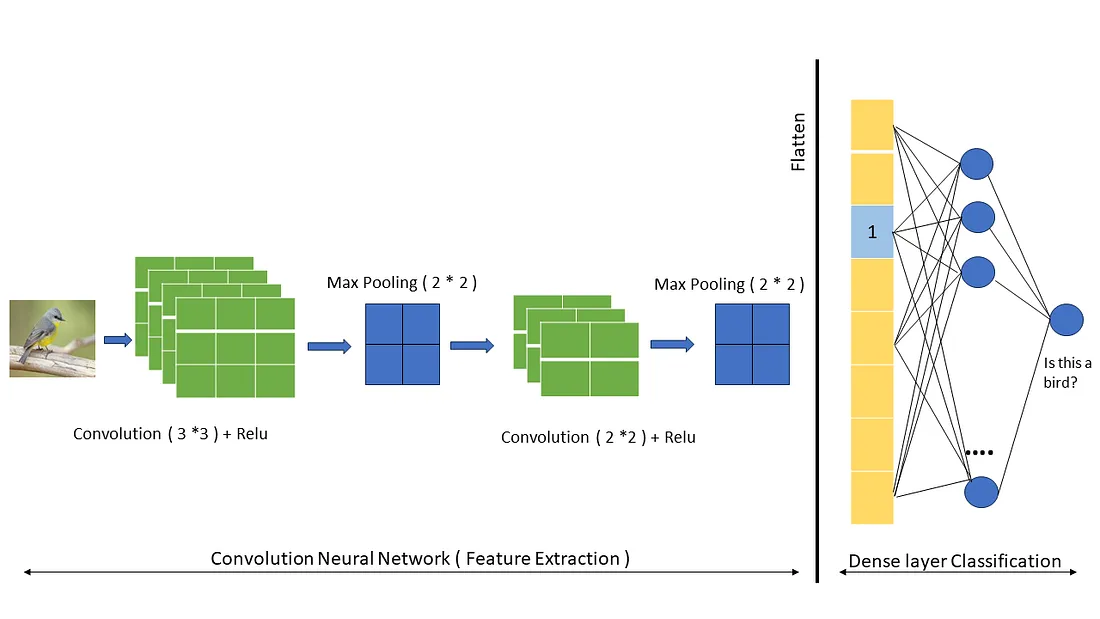 Flatten
1
Max Pooling ( 2 * 2 )
Max Pooling ( 2 * 2 )
Is this a
bird?
Convolution ( 3 *3 ) + Relu
Convolution ( 2 *2 ) + Relu
....
Convolution Neural Network ( Feature Extraction )
Dense layer Classification